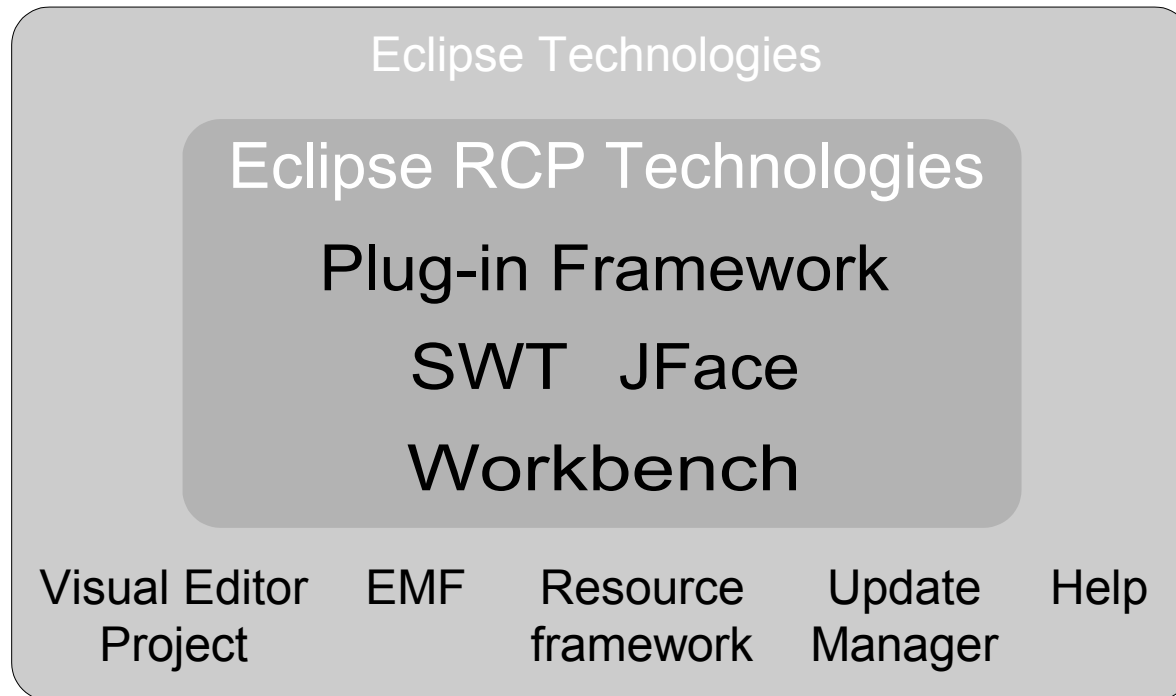 Eclipse Technologies
Eclipse RCP Technologies
Plug-in Framework
SWT JFace
Workbench
Visual Editor
Project
EMF
Resource
framework
Update
Manager
Help